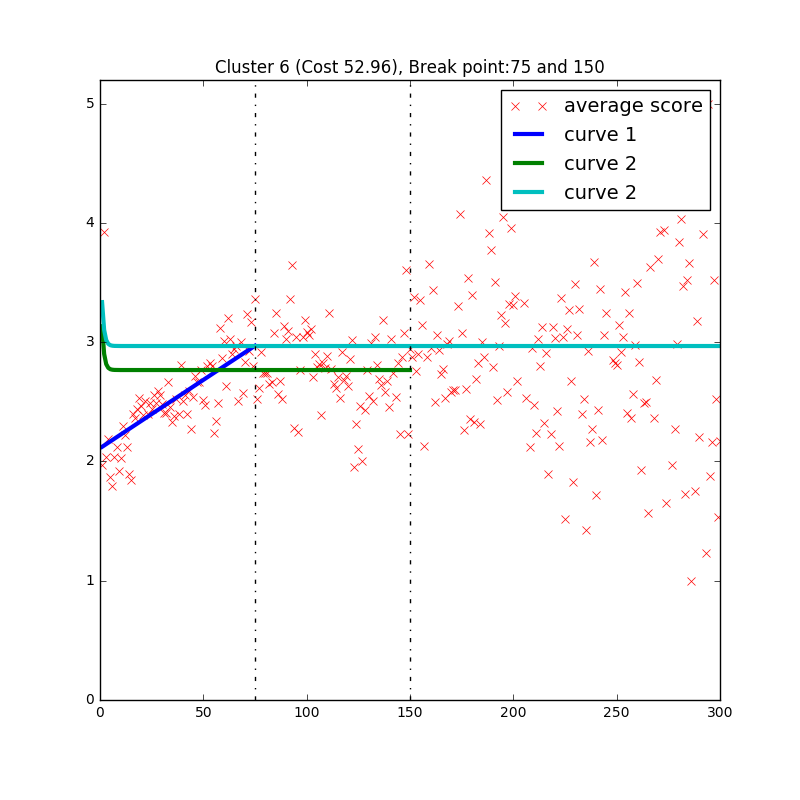 Cluster 6 (Cost 52.96), Break point:75 and 150
average score
curve 1
curve 2
curve 2
5
4
3
2
1
0
0 50 100 150 200 250 300